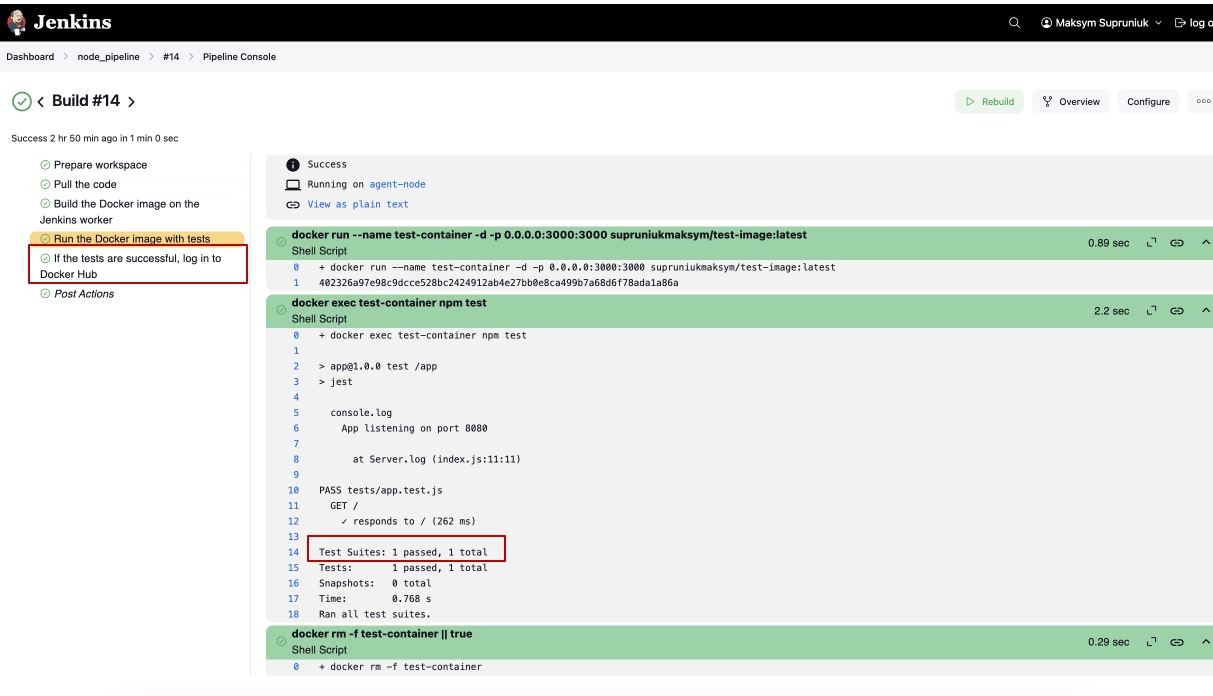 Jenkins
Maksym Supruniuk
log o
Dashboard
node_pipeline
#14
Pipeline Console
Build #14
Rebuild
Overview
Configure
Success 2 hr 50 min ago in 1 min 0 sec
Prepare workspace
Pull the code
Build the Docker image on the
Jenkins worker
Run the Docker image with tests
If the tests are successful, log in to
Docker Hub
Post Actions
Success
Running on agent-node
View as plain text
docker run --name test-container -d -p 0.0.0.0:3000:3000 supruniukmaksym/test-image:latest
Shell Script
0.89 sec
0 + docker run --name test-container -d -p 0.0.0.0:3000:3000 supruniukmaksym/test-image:latest
1 402326a97e98c9dcce528bc2424912ab4e27bb0e8ca499b7a68d6f78ada1a86a
docker exec test-container npm test
Shell Script
2.2 sec
0 + docker exec test-container npm test
1
2 > app@1.0.0 test /app
3 > jest
4
5 console.log
6 App listening on port 8080
7
8 at Server.log (index.js:11:11)
9
10 PASS tests/app.test.js
11 GET /
12 ✓ responds to / (262 ms)
13
14 Test Suites: 1 passed, 1 total
15 Tests: 1 passed, 1 total
16 Snapshots: 0 total
17 Time: 0.768 s
18 Ran all test suites.
docker rm -f test-container || true
Shell Script
0.29 sec
0 + docker rm -f test-container